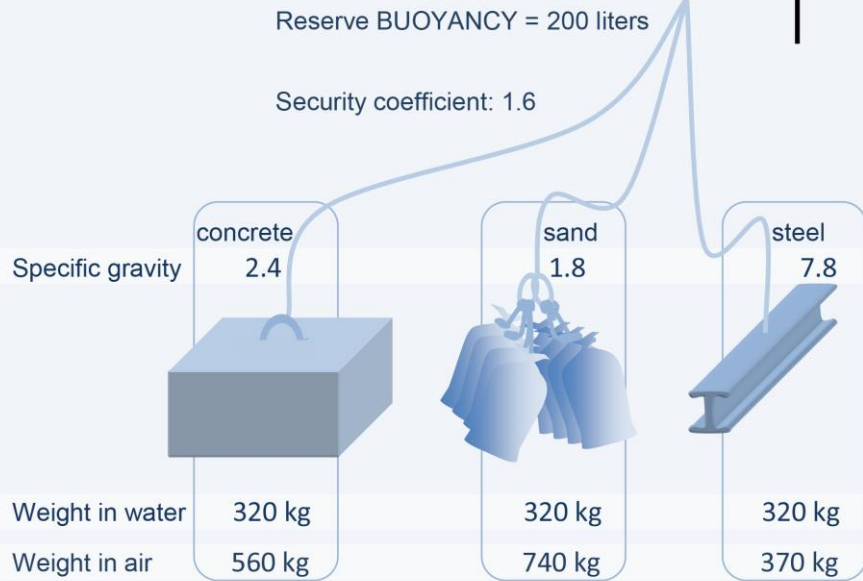 Reserve BUOYANCY = 200 liters
Security coefficient: 1.6
concrete sand steel
Specific gravity 2.4 1.8 7.8
Weight in water 320 kg 320 kg 320 kg
Weight in air 560 kg 740 kg 370 kg